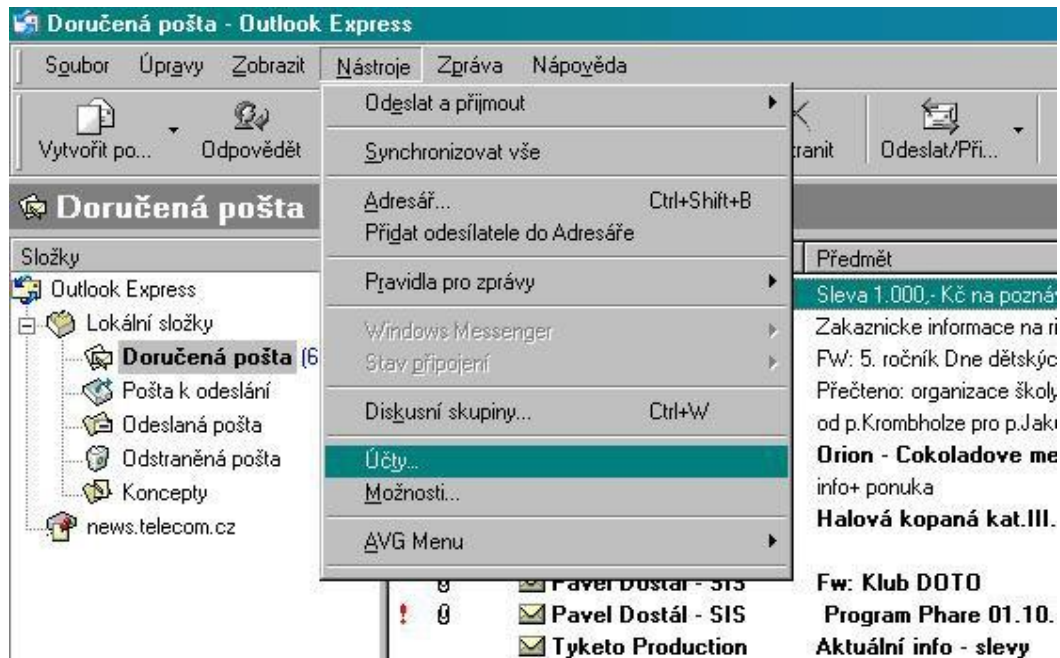 Doručená pošta - Outlook Express
Soubor Úpravy Zobrazit Nástroje Zpráva Nápověda
Vytvořit po... Odpovědět tranit Odeslat/Při...
Odeslat a přijmout
Synchronizovat vše
Adresář... Ctrl+Shift+B
Přidat odesílatele do Adresáře
Pravidla pro zprávy
Windows Messenger
Stav připojení
Diskusní skupiny... Ctrl+W
Účty...
Možnosti...
AVG Menu
Doručená pošta
Složky
Outlook Express
Lokální složky
Doručená pošta (6
Pošta k odeslání
Odeslaná pošta
Odstraněná pošta
Koncepty
news.telecom.cz
Předmět
Sleva 1.000,- Kč na pozná
Zakaznicke informace na
FW: 5. ročník Dne dětskýc
Přečteno: organizace školy
od p.Krombholze pro p.Jak
Orion - Cokoladove me
info+ ponuka
Halová kopaná kat.III.
Pavel Dostál - SIS Fw: Klub DOTO
Pavel Dostál - SIS Program Phare 01.10.
Tyketo Production Aktuální info - slevy